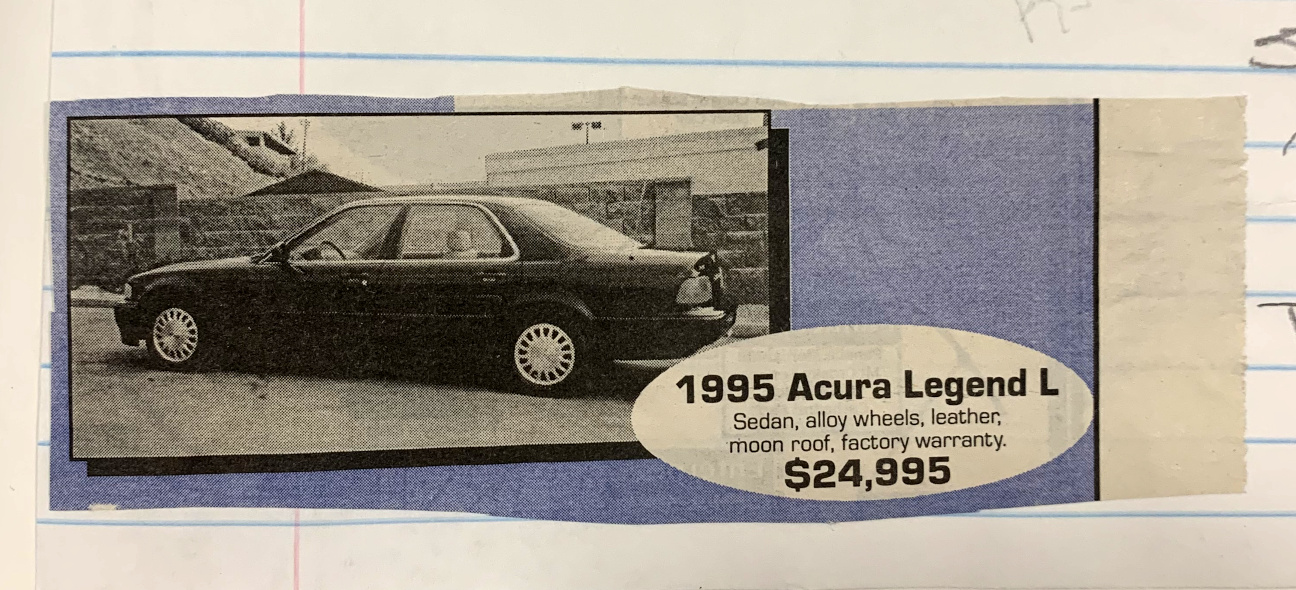 1995 Acura Legend L
Sedan, alloy wheels, leather,
moon roof, factory warranty.
$24,995